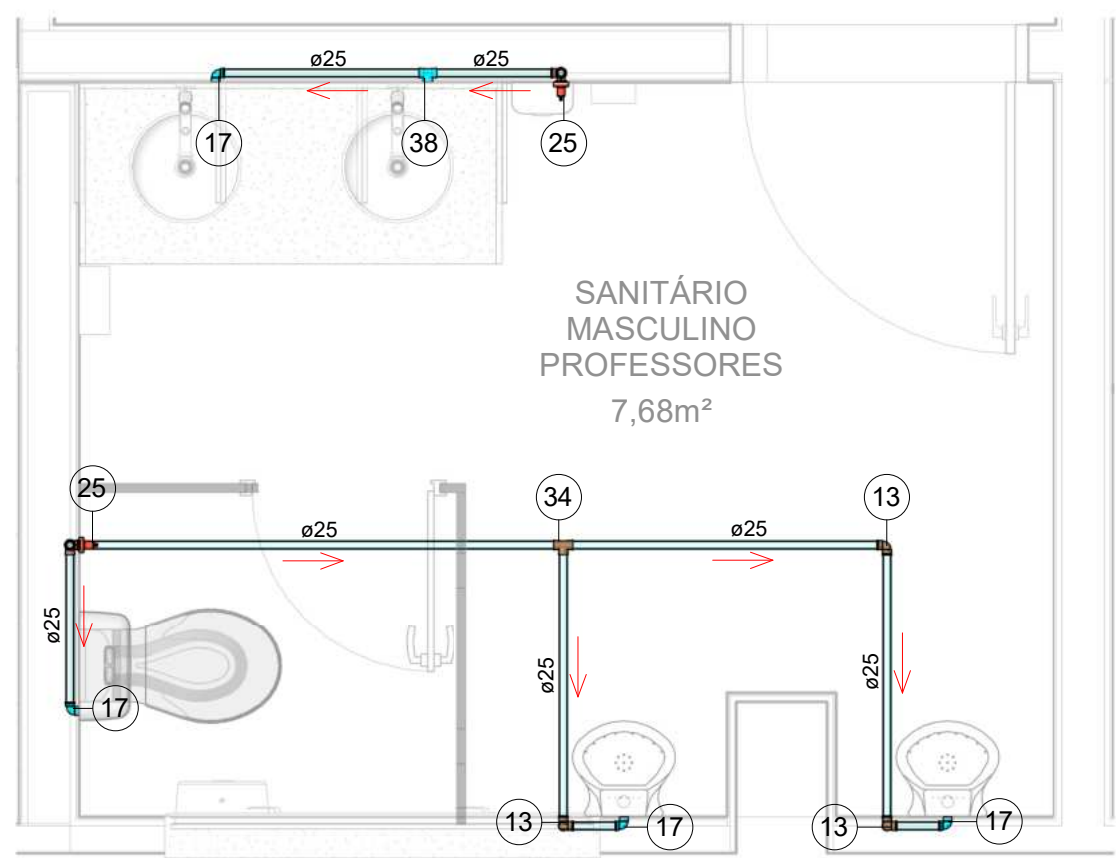 ø25
ø25
17
38
25
SANITÁRIO
MASCULINO
PROFESSORES
7,68m²
25
34
13
ø25
ø25
ø25
ø25
ø25
17
13
17
13
17